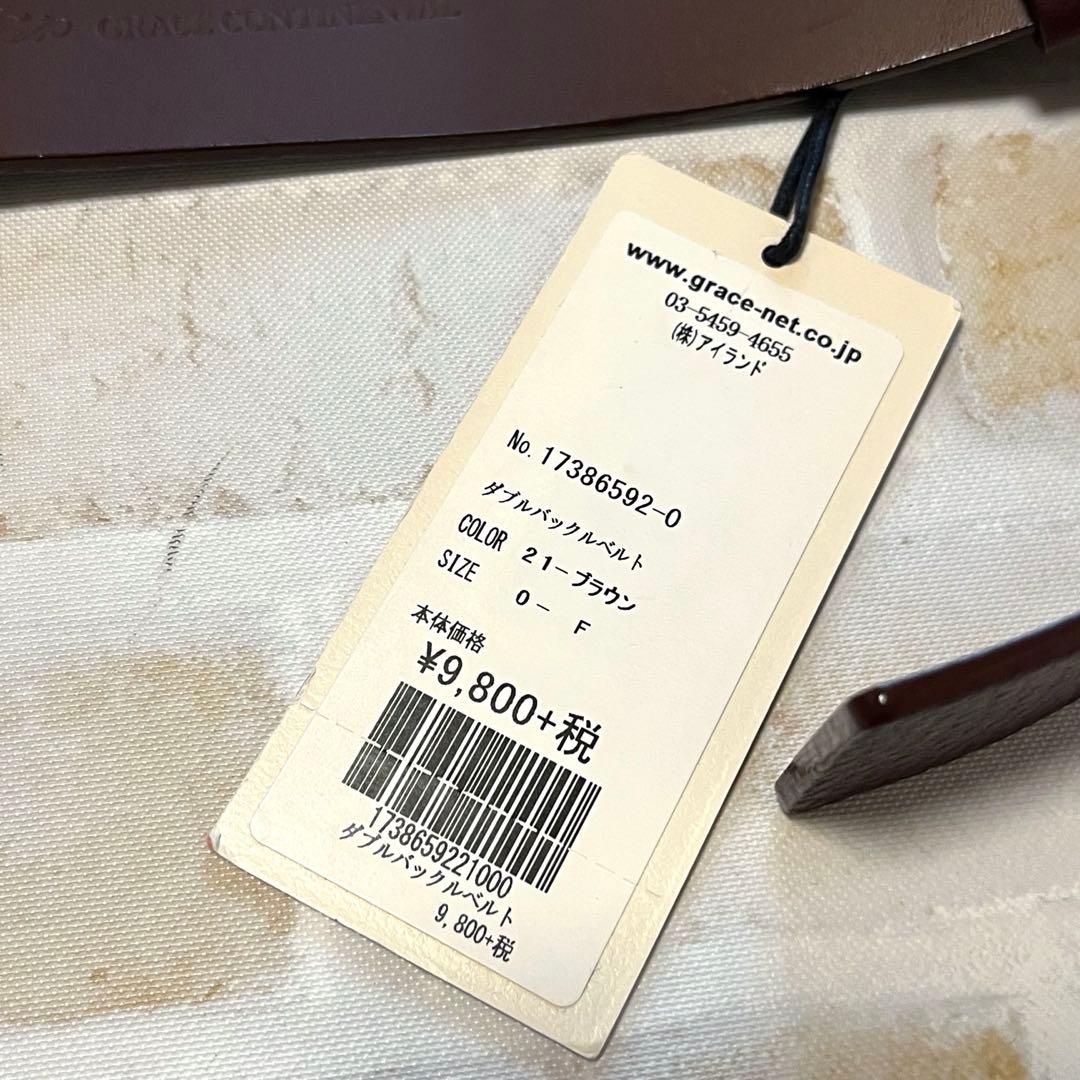 GRACE CONTINENTAL
www.grace-net.co.jp
03-5459-4655
(株)アイランド
No. 17386592-0
ダブルバックルベルト
COLOR 21-ブラウン
SIZE 0- F
本体価格
¥9,800+税
1738659221000
ダブルバックルベルト
9,800+税